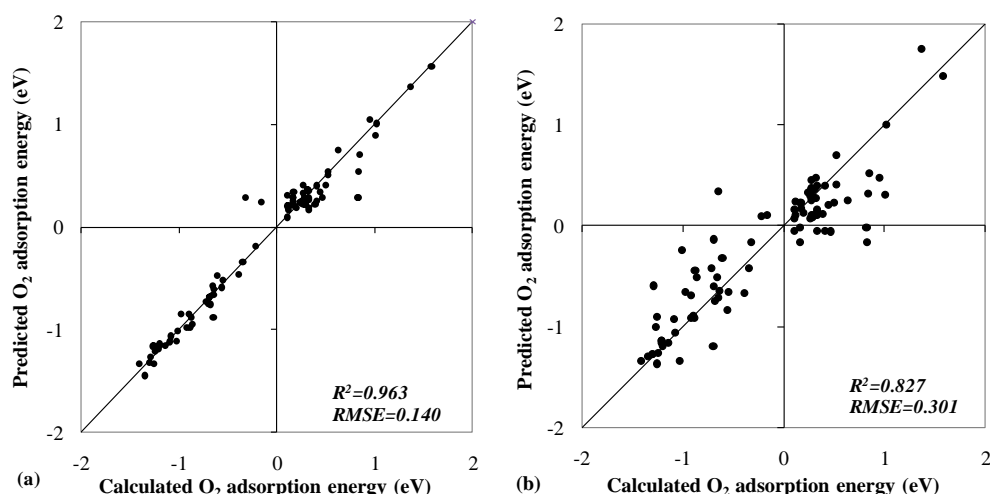 2
1
0
-1
-2
-2
-1
0
1
2
Predicted O2 adsorption energy (eV)
Calculated O2 adsorption energy (eV)
R2=0.963
RMSE=0.140
(a)
2
1
0
-1
-2
-2
-1
0
1
2
Predicted O2 adsorption energy (eV)
Calculated O2 adsorption energy (eV)
R2=0.827
RMSE=0.301
(b)